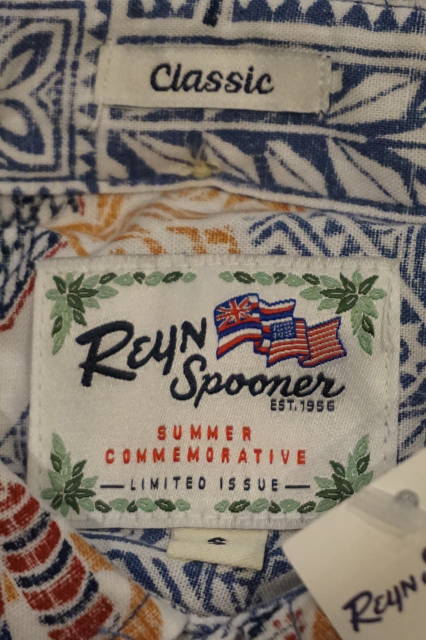 Classic
REYN
Spooner
EST. 1956
SUMMER
COMMEMORATIVE
LIMITED ISSUE
REYN